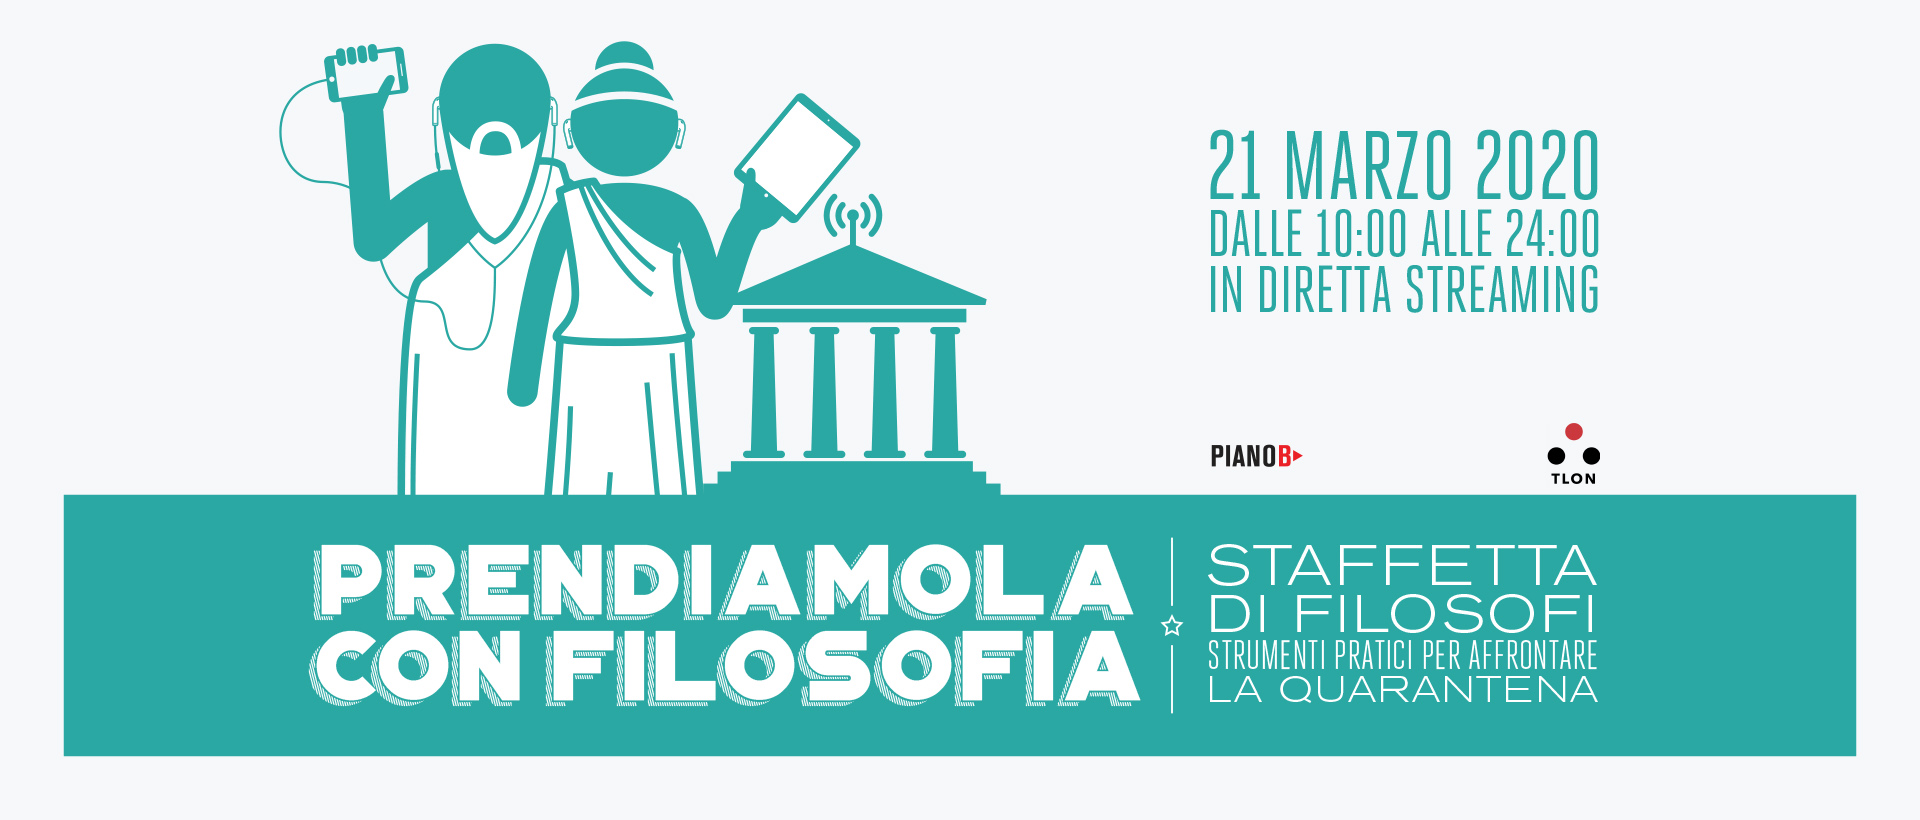 21 MARZO 2020
DALLE 10:00 ALLE 24:00
IN DIRETTA STREAMING
PIANOB
TLON
PRENDIAMOLA
CON FILOSOFIA
STAFFETTA
DI FILOSOFI
STRUMENTI PRATICI PER AFFRONTARE
LA QUARANTENA